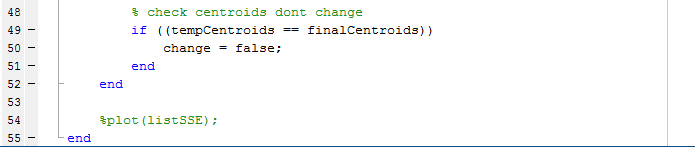 48 % check centroids dont change
49 – if ((tempCentroids == finalCentroids))
50 – change = false;
51 – end
52 – end
53
54 %plot(listSSE);
55 – end